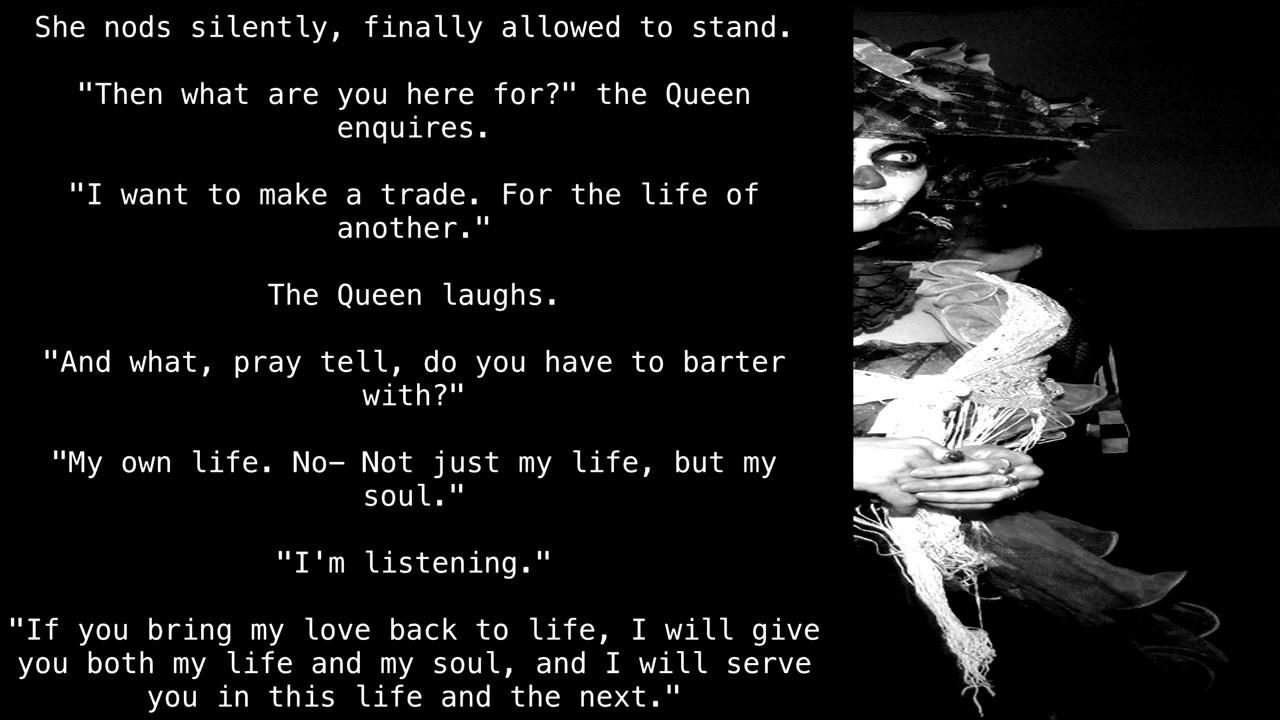 She nods silently, finally allowed to stand.
"Then what are you here for?" the Queen
enquires.
"I want to make a trade. For the life of
another."
The Queen laughs.
"And what, pray tell, do you have to barter
with?"
"My own life. No— Not just my life, but my
soul."
"I'm listening."
"If you bring my love back to life, I will give
you both my life and my soul, and I will serve
you in this life and the next."